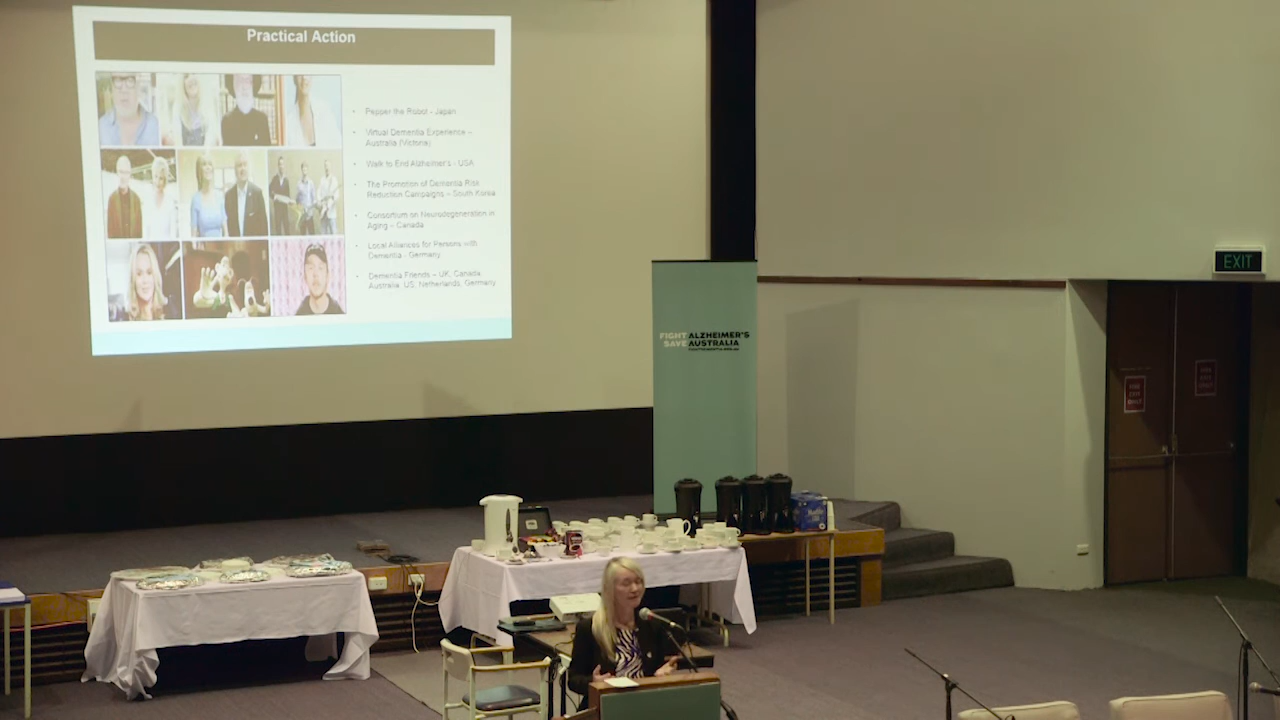 Practical Action
• Pepper the Robot - Japan
• Virtual Dementia Experience –
Australia (Victoria)
• Walk to End Alzheimer's - USA
• The Promotion of Dementia Risk
Reduction Campaigns – South Korea
• Consortium on Neurodegeneration in
Aging – Canada
• Local Alliances for Persons with
Dementia - Germany
• Dementia Friends – UK, Canada,
Australia, US, Netherlands, Germany
FIGHT ALZHEIMER'S
SAVE AUSTRALIA
EXIT